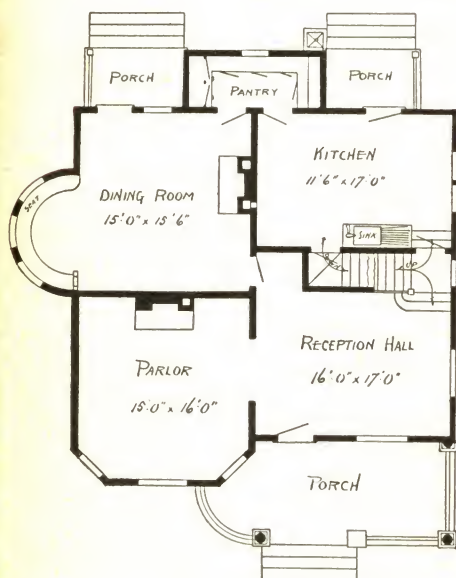 PORCH
PANTRY
PORCH
KITCHEN
11'6" x 17'0"
DINING ROOM
15'0" x 15'6"
SEAT
SINK
UP
RECEPTION HALL
16'0" x 17'0"
PARLOR
15'0" x 16'0"
PORCH